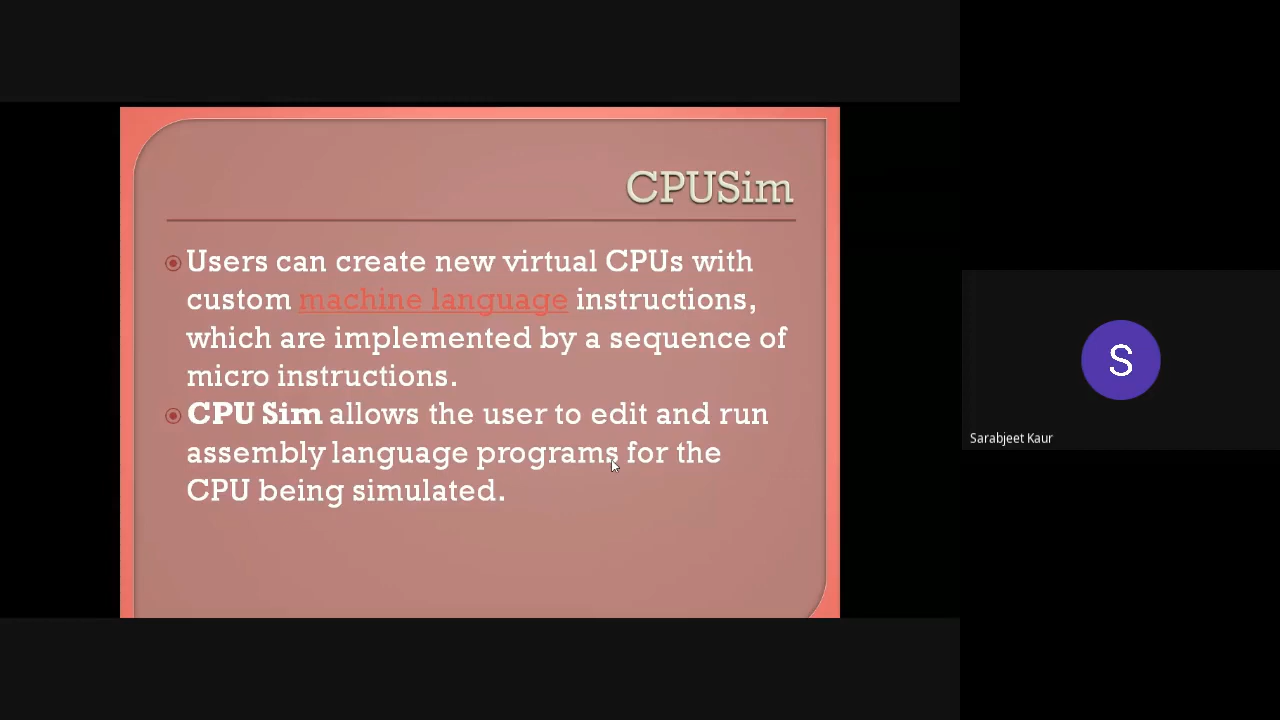 CPUSim
Users can create new virtual CPUs with
custom machine language instructions,
which are implemented by a sequence of
micro instructions.
CPU Sim allows the user to edit and run
assembly language programs for the
CPU being simulated.
S
Sarabjeet Kaur